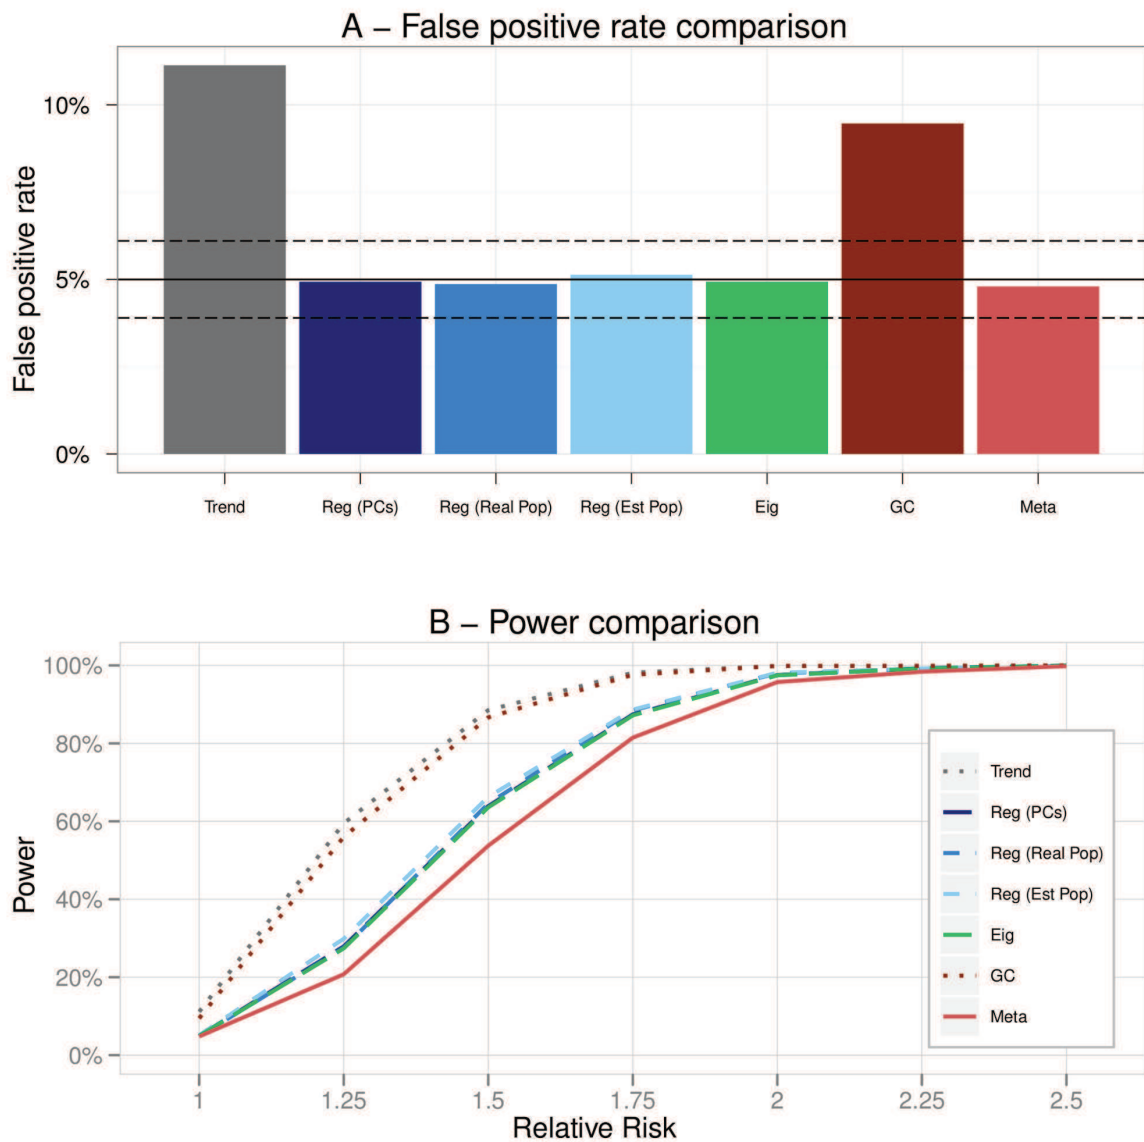 A – False positive rate comparison
False positive rate
10%
5%
0%
Trend Reg (PCs) Reg (Real Pop) Reg (Est Pop) Eig GC Meta
B – Power comparison
Power
100%
80%
60%
40%
20%
0%
Trend
Reg (PCs)
Reg (Real Pop)
Reg (Est Pop)
Eig
GC
Meta
1 1.25 1.5 1.75 2 2.25 2.5
Relative Risk